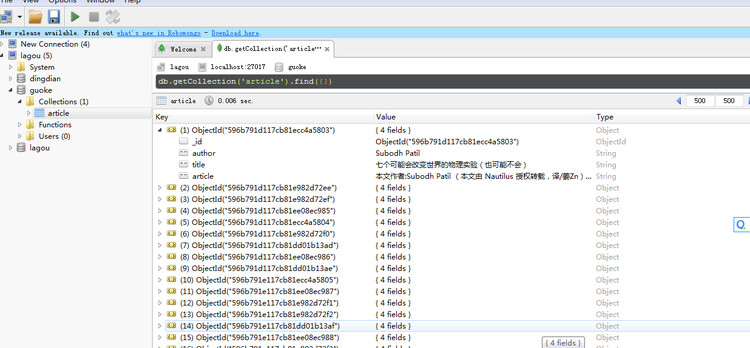 New release available. Find out what's new in Robomongo - Download here.
New Connection (4)
lagou (5)
System
dingdian
guoke
Collections (1)
article
Functions
Users (0)
lagou
Welcome
db.getCollection('article…
lagou localhost:27017 guoke
db.getCollection('article').find({})
article 0.006 sec. 500 500
Key Value Type
(1) ObjectId("596b791d117cb81ecc4a5803") { 4 fields } Object
_id ObjectId("596b791d117cb81ecc4a5803") ObjectId
author Subodh Patil String
title 七个可能会改变世界的物理实验（也可能不会） String
article 本文作者:Subodh Patil （本文由 Nautilus 授权转载，译/蒌Zn）... String
(2) ObjectId("596b791d117cb81e982d72ee") { 4 fields } Object
(3) ObjectId("596b791d117cb81e982d72ef") { 4 fields } Object
(4) ObjectId("596b791d117cb81ee08ec985") { 4 fields } Object
(5) ObjectId("596b791d117cb81ecc4a5804") { 4 fields } Object
(6) ObjectId("596b791d117cb81e982d72f0") { 4 fields } Object
(7) ObjectId("596b791d117cb81dd01b13ad") { 4 fields } Object
(8) ObjectId("596b791d117cb81ee08ec986") { 4 fields } Object
(9) ObjectId("596b791d117cb81dd01b13ae") { 4 fields } Object
(10) ObjectId("596b791e117cb81ecc4a5805") { 4 fields } Object
(11) ObjectId("596b791e117cb81ee08ec987") { 4 fields } Object
(12) ObjectId("596b791e117cb81e982d72f1") { 4 fields } Object
(13) ObjectId("596b791e117cb81e982d72f2") { 4 fields } Object
(14) ObjectId("596b791e117cb81dd01b13af") { 4 fields } Object
(15) ObjectId("596b791e117cb81ee08ec988") { 4 fields } Object
{ 4 fields }